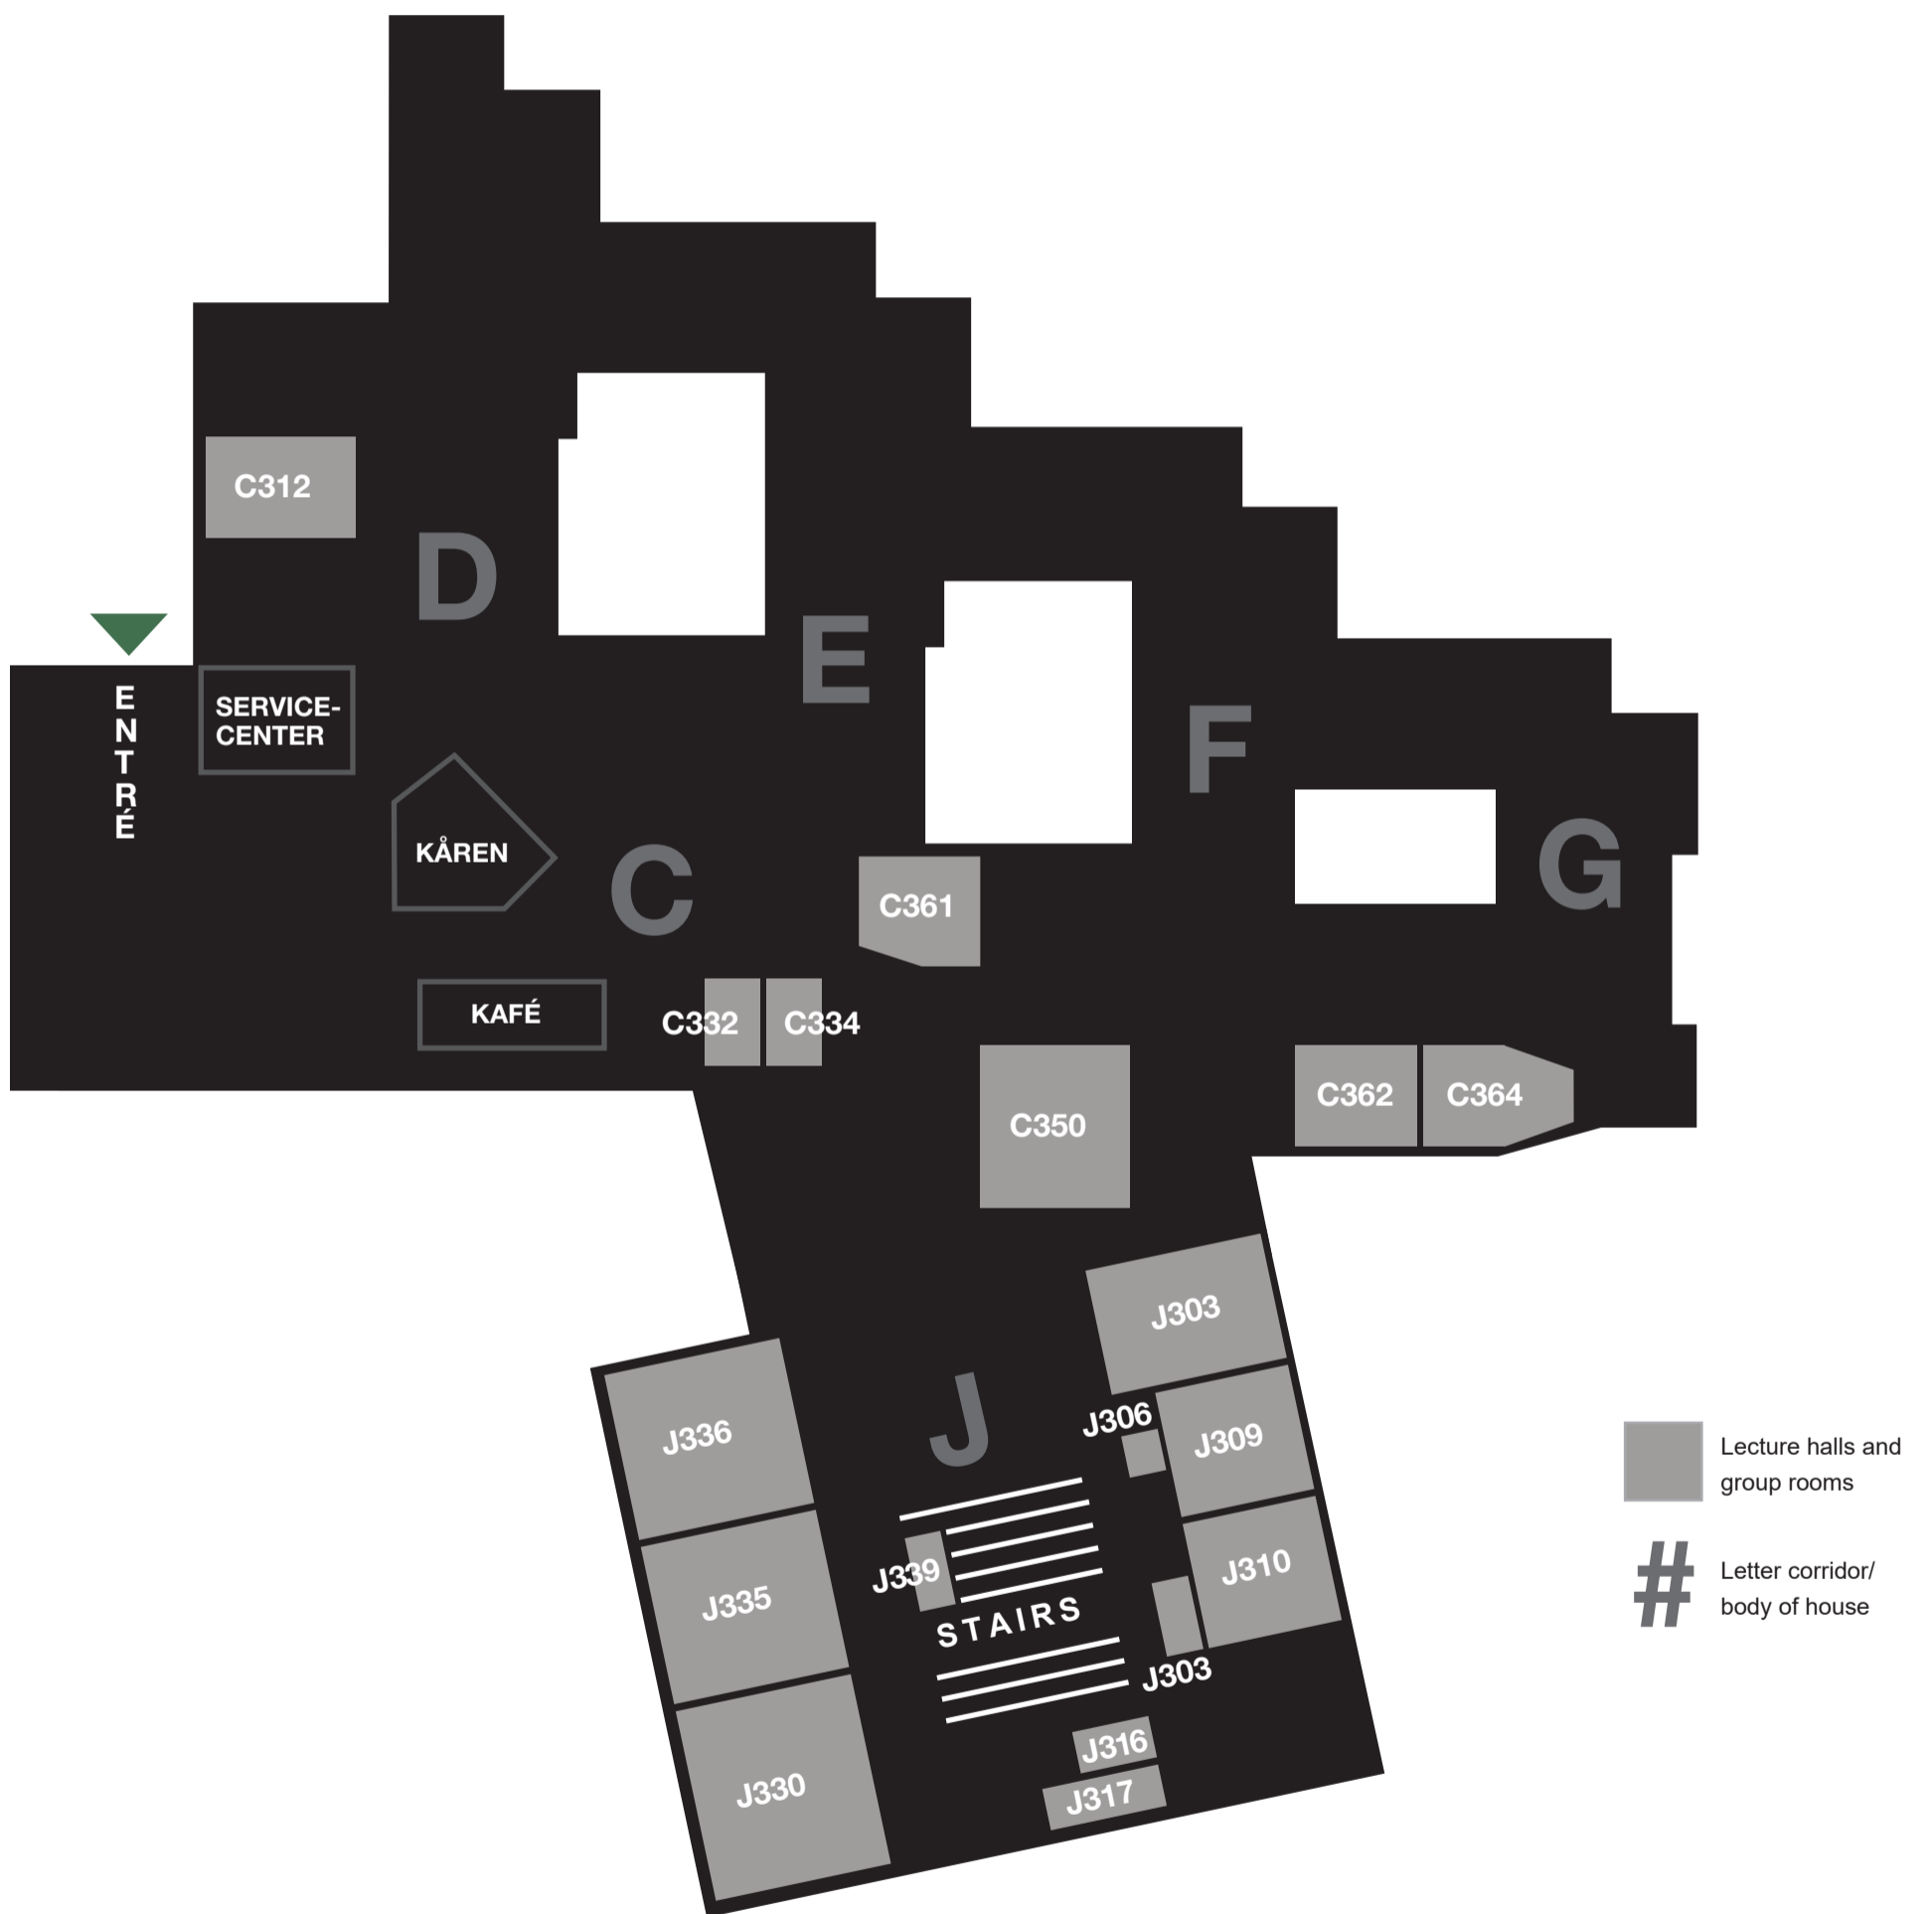 C312
D
E
ENTRÉ
SERVICE-
CENTER
F
KÅREN
C
G
C361
KAFÉ
C332
C334
C350
C362
C364
J303
J
J306
J336
J309
J339
J310
J335
STAIRS
J303
J316
J330
J317
Lecture halls and
group rooms
#
Letter corridor/
body of house